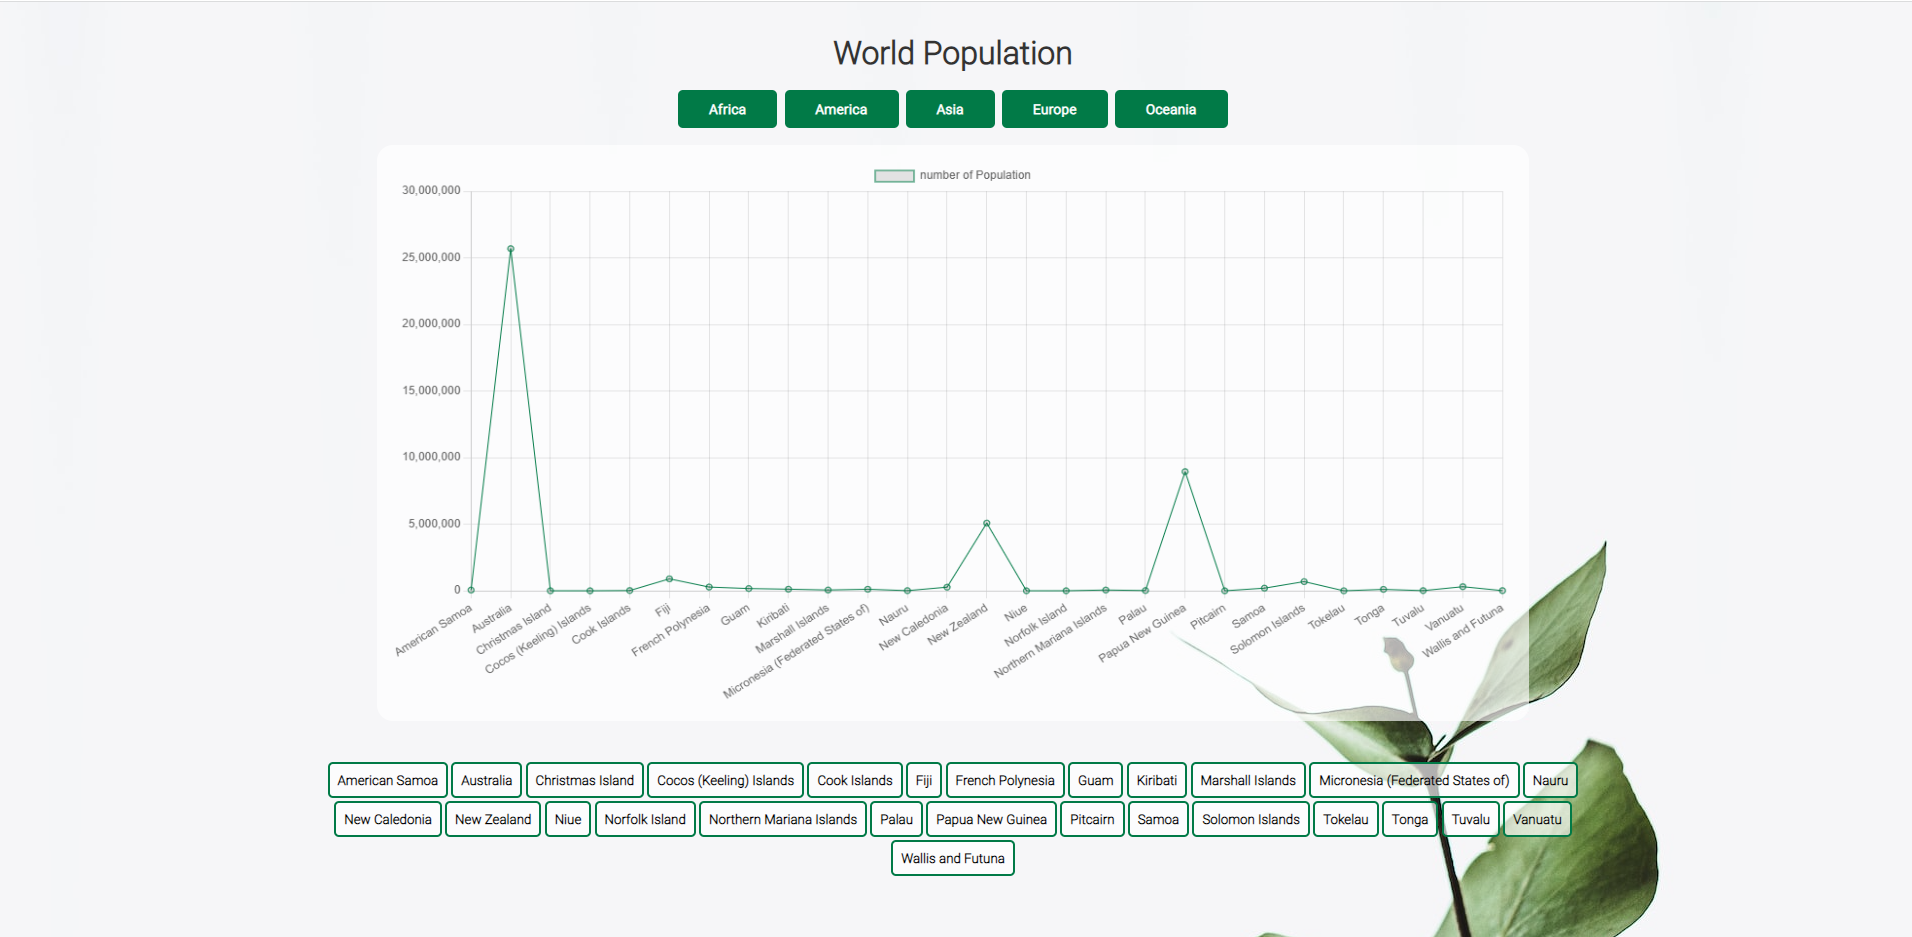 World Population
Africa America Asia Europe Oceania
number of Population
30,000,000
25,000,000
20,000,000
15,000,000
10,000,000
5,000,000
0
American Samoa
Australia
Christmas Island
Cocos (Keeling) Islands
Cook Islands
Fiji
French Polynesia
Guam
Kiribati
Marshall Islands
Micronesia (Federated States of)
Nauru
New Caledonia
New Zealand
Niue
Norfolk Island
Northern Mariana Islands
Palau
Papua New Guinea
Pitcairn
Samoa
Solomon Islands
Tokelau
Tonga
Tuvalu
Vanuatu
Wallis and Futuna
American Samoa Australia Christmas Island Cocos (Keeling) Islands Cook Islands Fiji French Polynesia Guam Kiribati Marshall Islands Micronesia (Federated States of) Nauru
New Caledonia New Zealand Niue Norfolk Island Northern Mariana Islands Palau Papua New Guinea Pitcairn Samoa Solomon Islands Tokelau Tonga Tuvalu Vanuatu
Wallis and Futuna